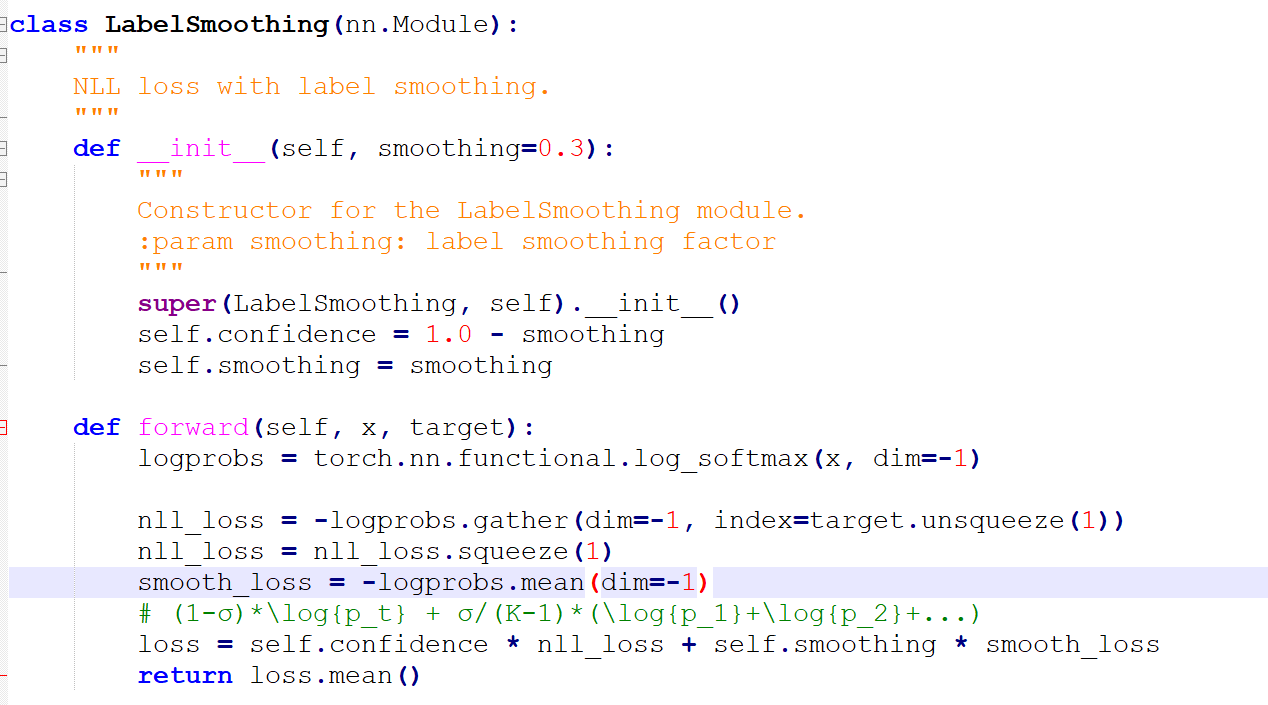 class LabelSmoothing(nn.Module):
    """
    NLL loss with label smoothing.
    """
    def __init__(self, smoothing=0.3):
        """
        Constructor for the LabelSmoothing module.
        :param smoothing: label smoothing factor
        """
        super(LabelSmoothing, self).__init__()
        self.confidence = 1.0 - smoothing
        self.smoothing = smoothing

    def forward(self, x, target):
        logprobs = torch.nn.functional.log_softmax(x, dim=-1)

        nll_loss = -logprobs.gather(dim=-1, index=target.unsqueeze(1))
        nll_loss = nll_loss.squeeze(1)
        smooth_loss = -logprobs.mean(dim=-1)
        # (1-σ)*\log{p_t} + σ/(K-1)*(\log{p_1}+\log{p_2}+...)
        loss = self.confidence * nll_loss + self.smoothing * smooth_loss
        return loss.mean()